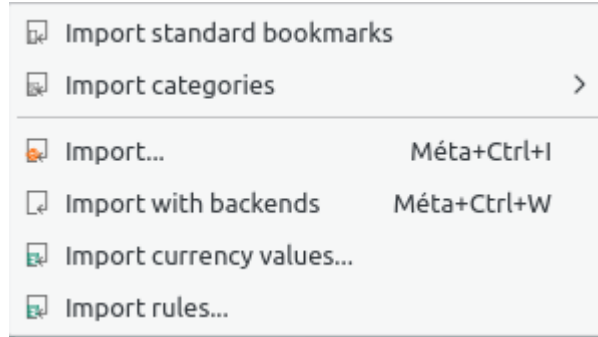 Import standard bookmarks
Import categories
Import... Méta+Ctrl+I
Import with backends Méta+Ctrl+W
Import currency values...
Import rules...